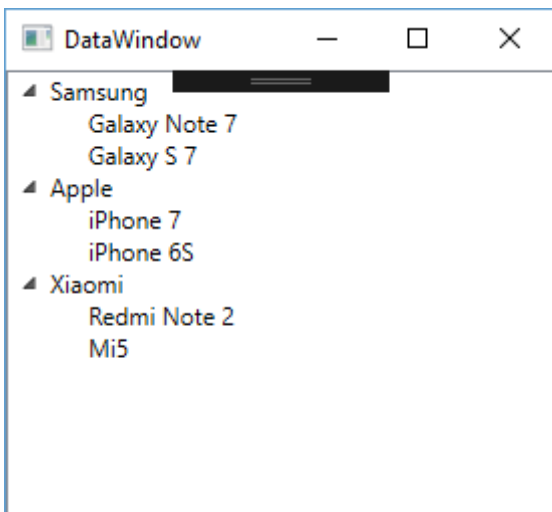 DataWindow
Samsung
Galaxy Note 7
Galaxy S 7
Apple
iPhone 7
iPhone 6S
Xiaomi
Redmi Note 2
Mi5